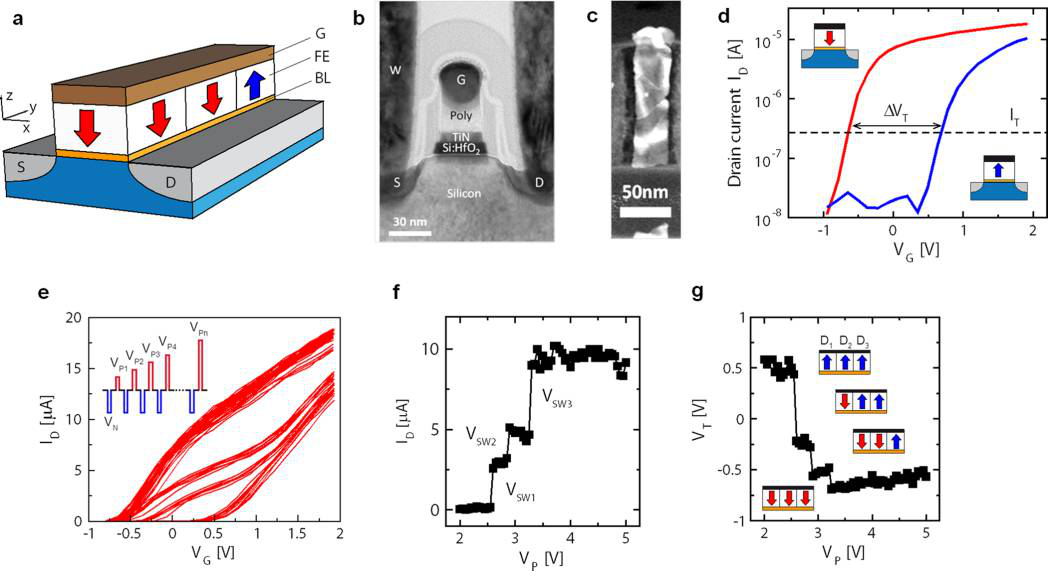 a
G
FE
BL
z
y
x
S
D
b
W
G
Poly
TiN
Si:HfO2
S
D
Silicon
30 nm
c
50nm
d
Drain current ID [A]
10-5
10-6
10-7
10-8
ΔVT
IT
-1 0 1 2
VG [V]
e
ID [µA]
20
15
10
5
0
VP1
VP2
VP3
VP4
VPn
VN
-1 -0.5 0 0.5 1 1.5 2
VG [V]
f
ID [µA]
10
5
0
VSW3
VSW2
VSW1
2 3 4 5
VP [V]
g
VT [V]
1
0.5
0
-0.5
-1
D1 D2 D3
2 3 4 5
VP [V]